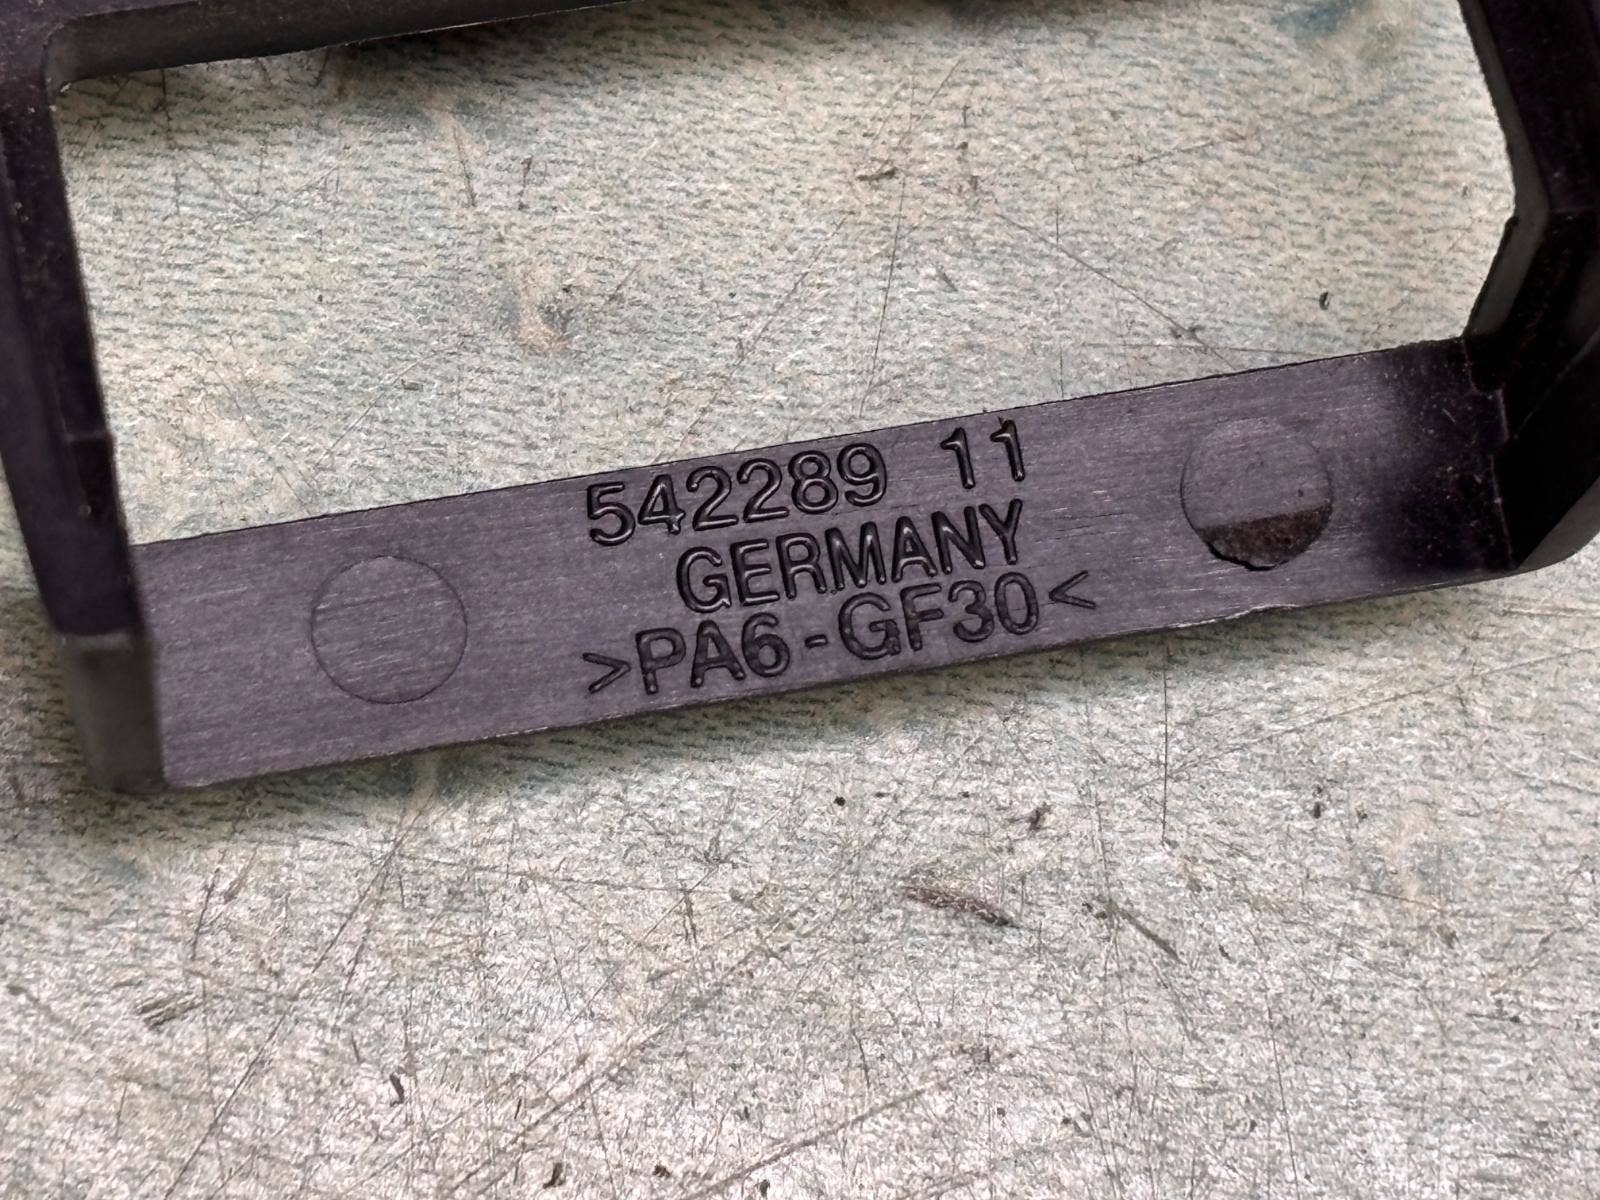 542289 11
GERMANY
>PA6-GF30<